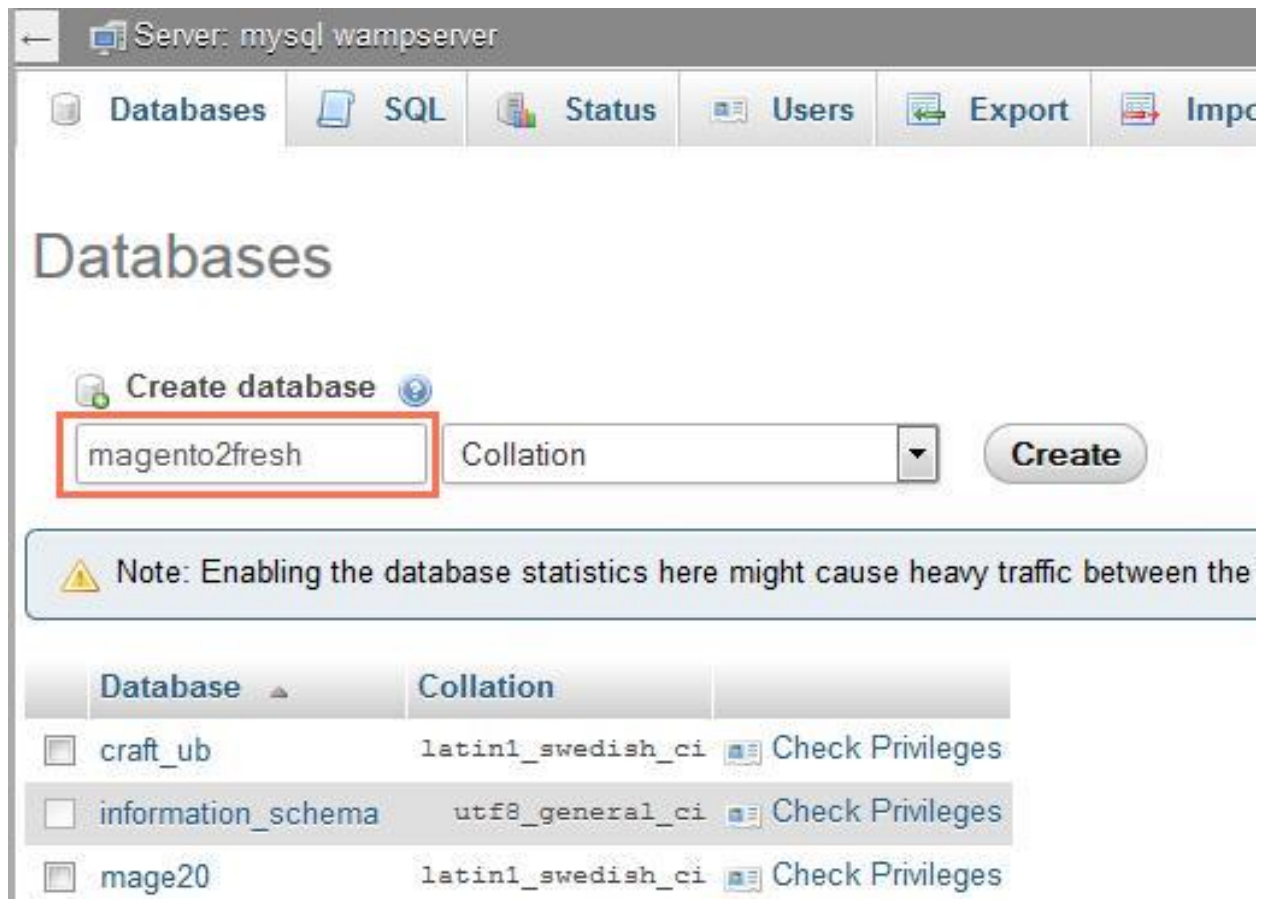 Server: mysql wampserver
Databases SQL Status Users Export Impo
Databases
Create database
magento2fresh Collation Create
Note: Enabling the database statistics here might cause heavy traffic between the
Database Collation
craft_ub latin1_swedish_ci Check Privileges
information_schema utf8_general_ci Check Privileges
mage20 latin1_swedish_ci Check Privileges